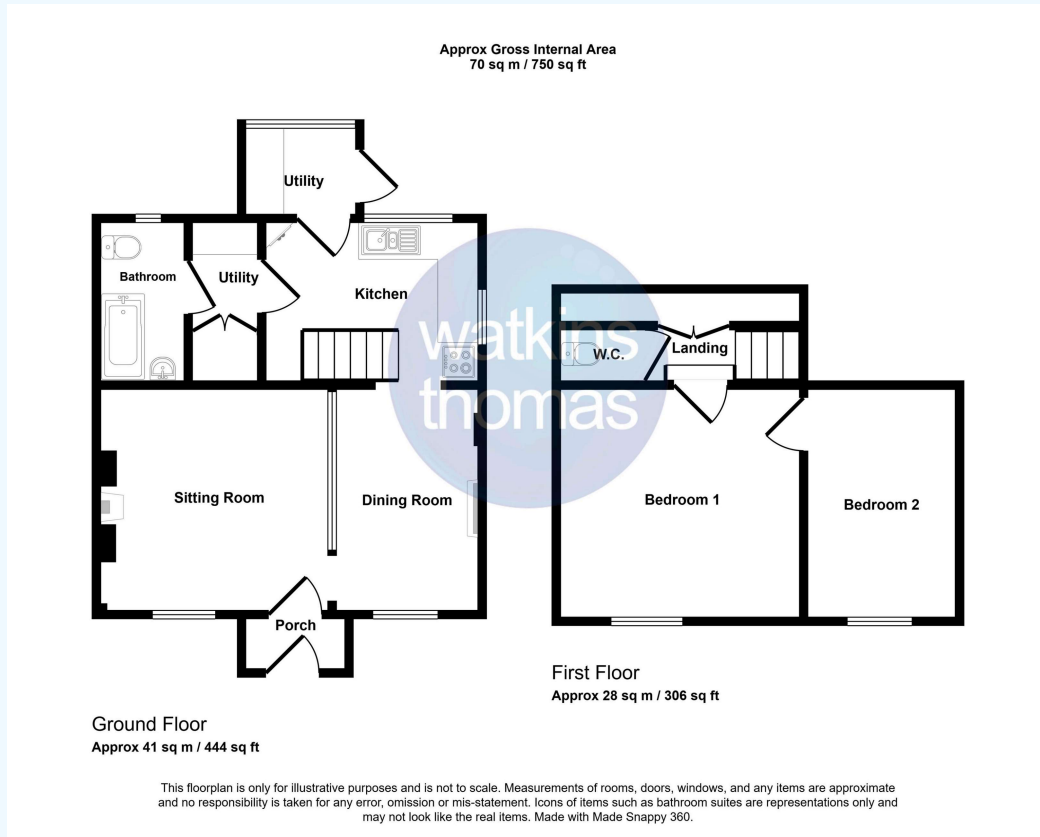 Approx Gross Internal Area
70 sq m / 750 sq ft
Utility
Bathroom
Utility
Kitchen
watkins
thomas
W.C.
Landing
Sitting Room
Dining Room
Bedroom 1
Bedroom 2
Porch
First Floor
Approx 28 sq m / 306 sq ft
Ground Floor
Approx 41 sq m / 444 sq ft
This floorplan is only for illustrative purposes and is not to scale. Measurements of rooms, doors, windows, and any items are approximate
and no responsibility is taken for any error, omission or mis-statement. Icons of items such as bathroom suites are representations only and
may not look like the real items. Made with Made Snappy 360.